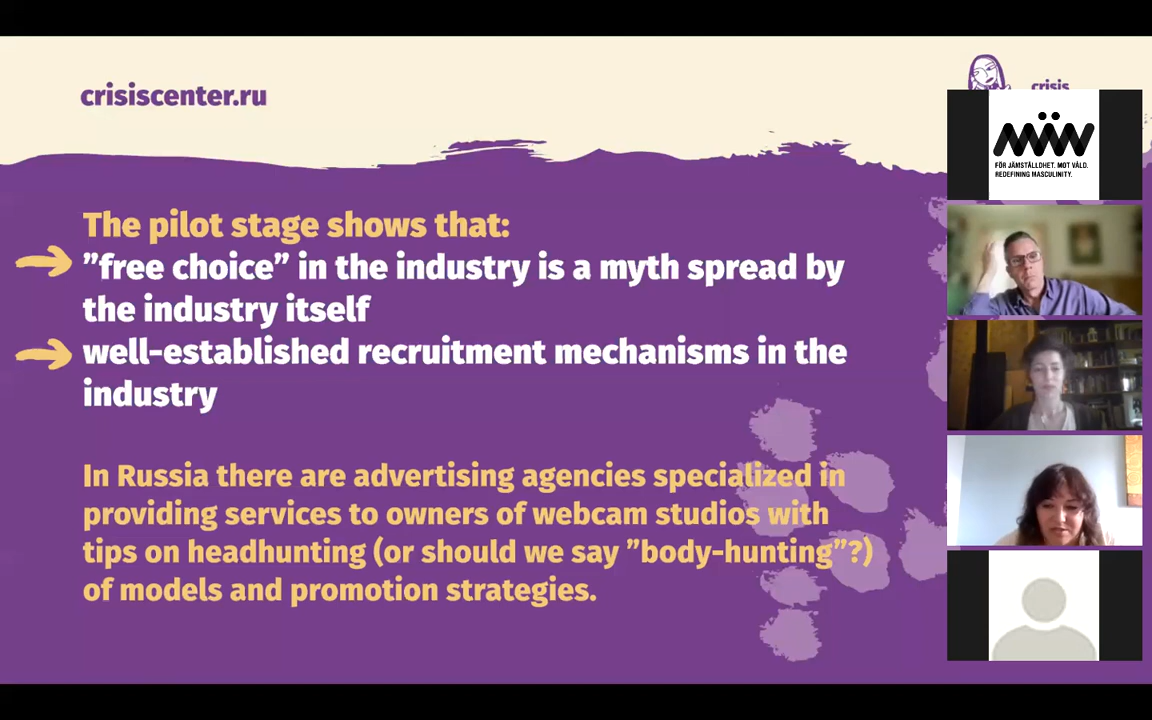 crisiscenter.ru
crisis
The pilot stage shows that:
”free choice” in the industry is a myth spread by
the industry itself
well-established recruitment mechanisms in the
industry
In Russia there are advertising agencies specialized in
providing services to owners of webcam studios with
tips on headhunting (or should we say ”body-hunting”?)
of models and promotion strategies.
MÄN
FÖR JÄMSTÄLLDHET. MOT VÅLD.
REDEFINING MASCULINITY.